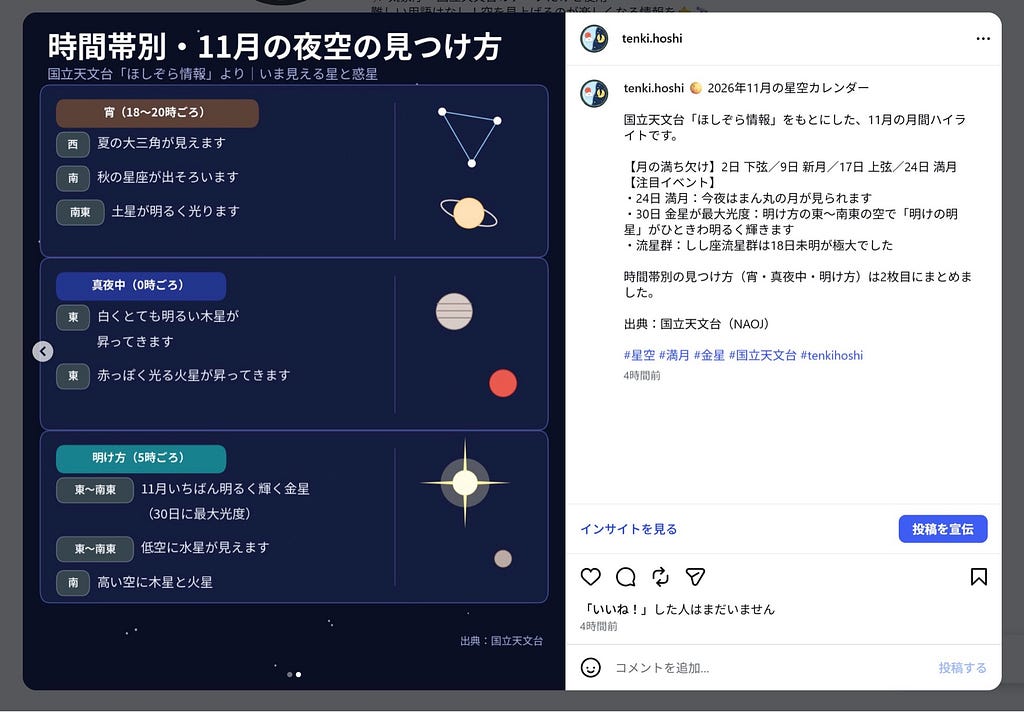 時間帯別・11月の夜空の見つけ方
国立天文台「ほしぞら情報」より｜いま見える星と惑星
宵（18〜20時ごろ）
西 夏の大三角が見えます
南 秋の星座が出そろいます
南東 土星が明るく光ります
真夜中（0時ごろ）
東 白くとても明るい木星が
昇ってきます
東 赤っぽく光る火星が昇ってきます
明け方（5時ごろ）
東〜南東 11月いちばん明るく輝く金星
（30日に最大光度）
東〜南東 低空に水星が見えます
南 高い空に木星と火星
出典：国立天文台
tenki.hoshi
tenki.hoshi 🌕 2026年11月の星空カレンダー
国立天文台「ほしぞら情報」をもとにした、11月の月間ハイラ
イトです。
【月の満ち欠け】2日 下弦／9日 新月／17日 上弦／24日 満月
【注目イベント】
・24日 満月：今夜はまん丸の月が見られます
・30日 金星が最大光度：明け方の東〜南東の空で「明けの明
星」がひときわ明るく輝きます
・流星群：しし座流星群は18日未明が極大でした
時間帯別の見つけ方（宵・真夜中・明け方）は2枚目にまとめま
した。
出典：国立天文台（NAOJ）
#星空 #満月 #金星 #国立天文台 #tenkihoshi
4時間前
インサイトを見る
投稿を宣伝
「いいね！」した人はまだいません
4時間前
コメントを追加...
投稿する